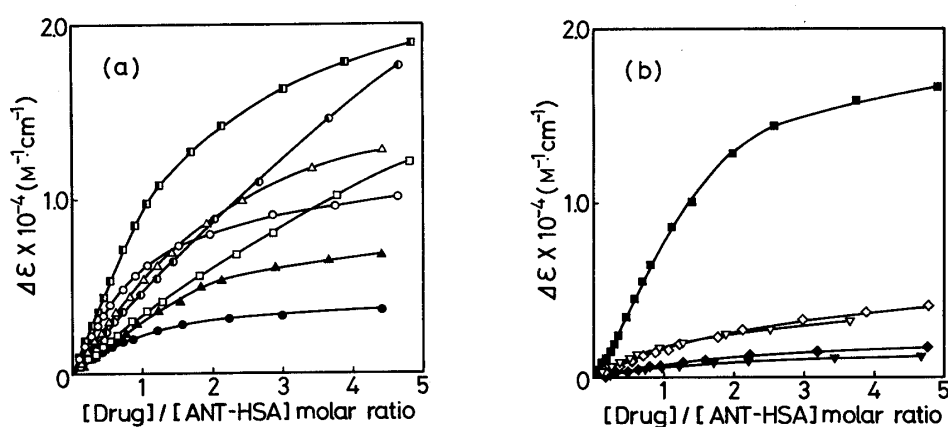 2.0
(a)
1.0
0
Δε X 10⁻⁴ (M⁻¹cm⁻¹)
1 2 3 4 5
[Drug]/[ANT-HSA] molar ratio
2.0
(b)
1.0
0
Δε X 10⁻⁴ (M⁻¹cm⁻¹)
1 2 3 4 5
[Drug]/[ANT-HSA] molar ratio